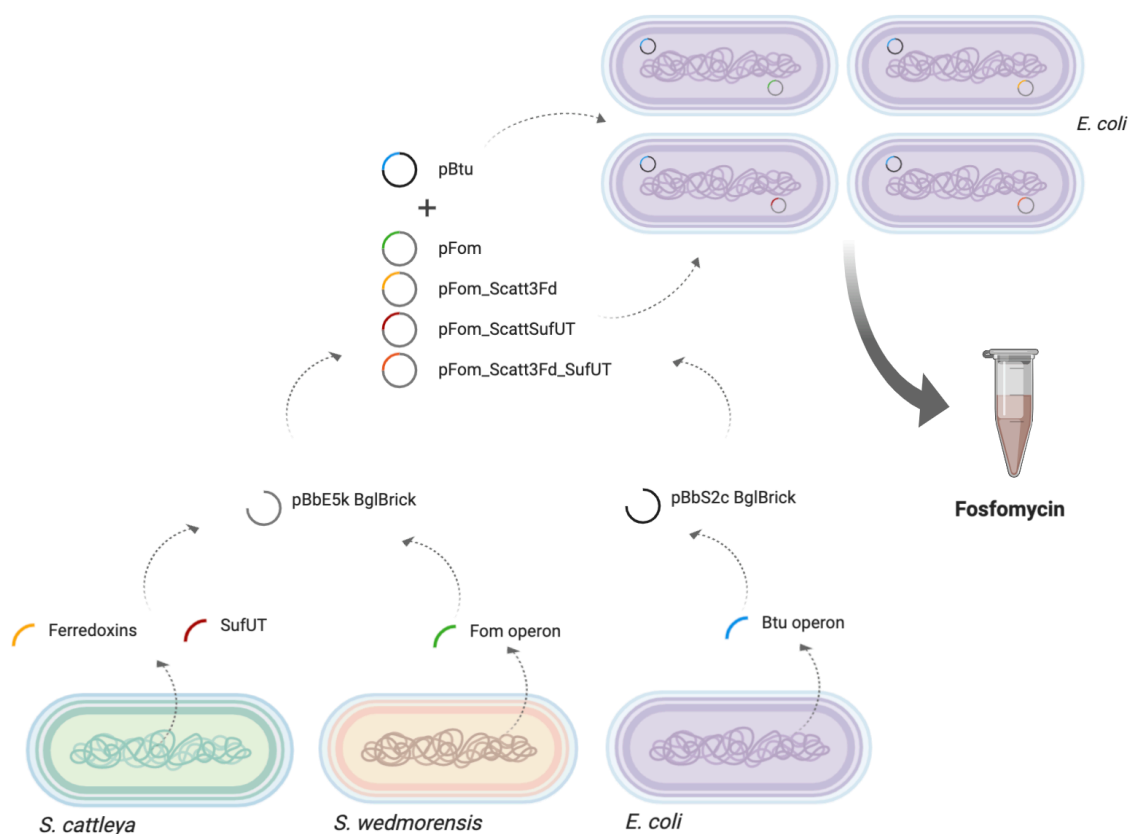 E. coli
pBtu
+
pFom
pFom_Scatt3Fd
pFom_ScattSufUT
pFom_Scatt3Fd_SufUT
pBbE5k BglBrick
pBbS2c BglBrick
Fosfomycin
Ferredoxins
SufUT
Fom operon
Btu operon
S. cattleya
S. wedmorensis
E. coli